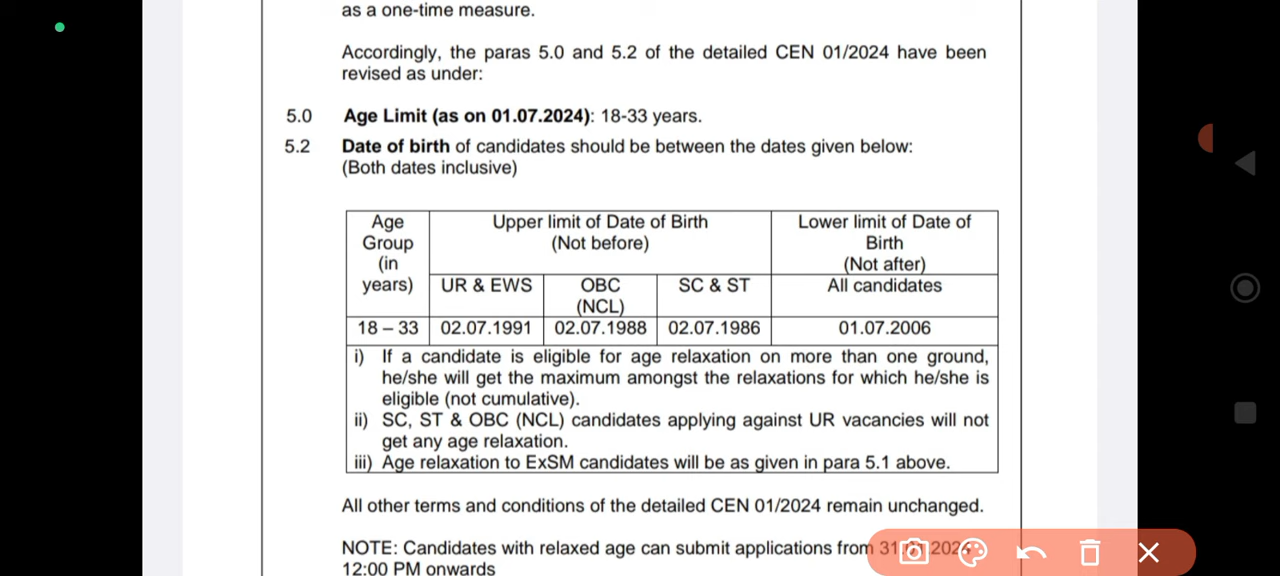 as a one-time measure.
Accordingly, the paras 5.0 and 5.2 of the detailed CEN 01/2024 have been
revised as under:
5.0 Age Limit (as on 01.07.2024): 18-33 years.
5.2 Date of birth of candidates should be between the dates given below:
(Both dates inclusive)
Age Group (in years) Upper limit of Date of Birth (Not before) Lower limit of Date of Birth (Not after)
UR & EWS OBC (NCL) SC & ST All candidates
18 – 33 02.07.1991 02.07.1988 02.07.1986 01.07.2006
i) If a candidate is eligible for age relaxation on more than one ground,
he/she will get the maximum amongst the relaxations for which he/she is
eligible (not cumulative).
ii) SC, ST & OBC (NCL) candidates applying against UR vacancies will not
get any age relaxation.
iii) Age relaxation to ExSM candidates will be as given in para 5.1 above.
All other terms and conditions of the detailed CEN 01/2024 remain unchanged.
NOTE: Candidates with relaxed age can submit applications from
12:00 PM onwards